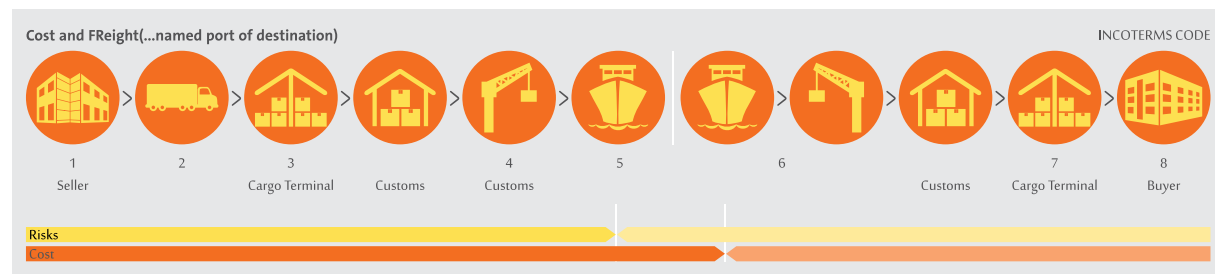 Cost and FReight(...named port of destination)
INCOTERMS CODE
1 2 3 4 5 6 7 8
Seller Cargo Terminal Customs Customs Customs Cargo Terminal Buyer
Risks
Cost